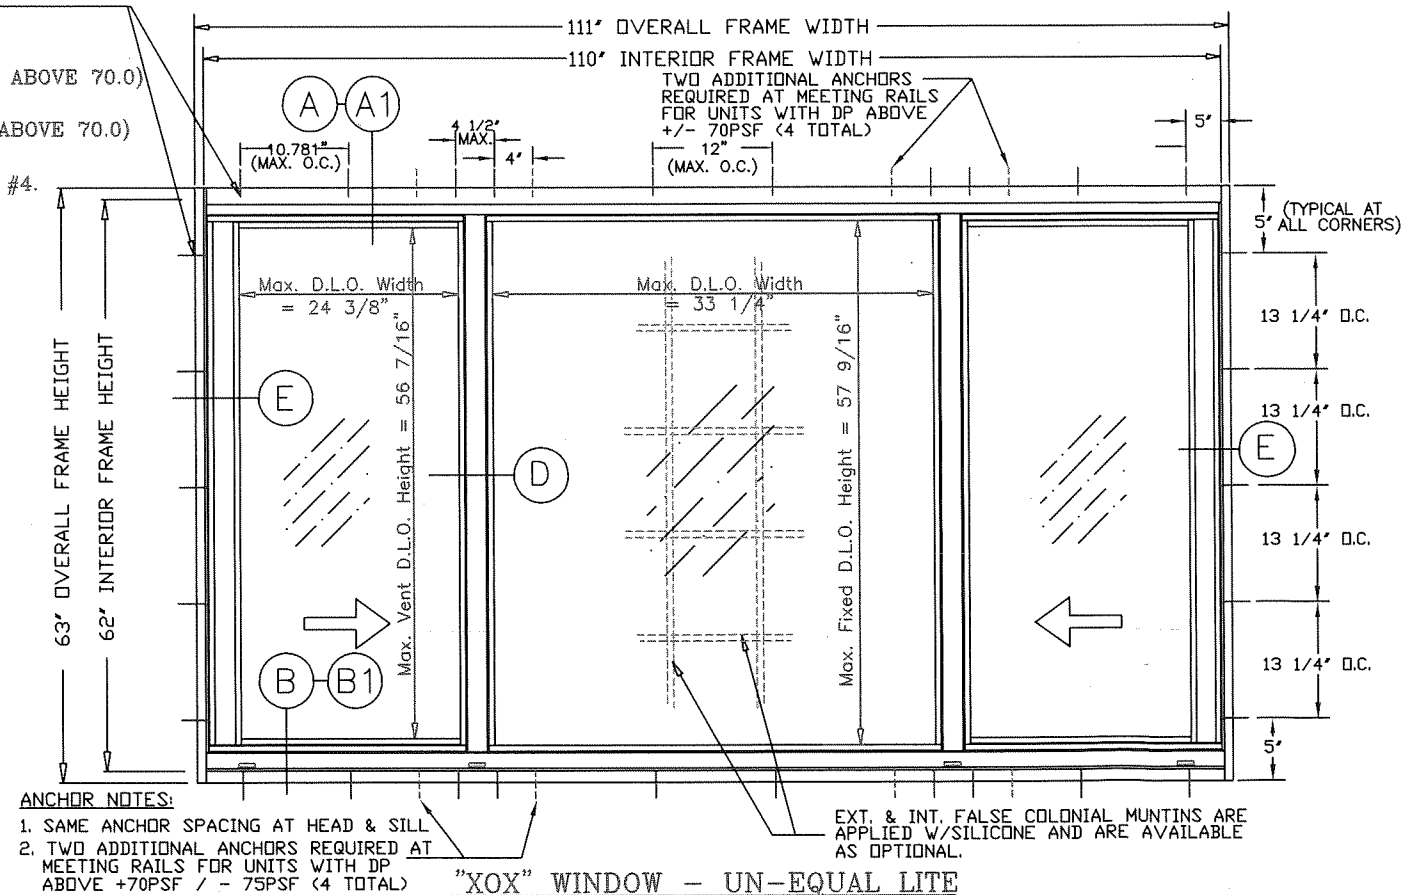 111" OVERALL FRAME WIDTH
110" INTERIOR FRAME WIDTH
ABOVE 70.0)
ABOVE 70.0)
#4.
A
A1
TWO ADDITIONAL ANCHORS
REQUIRED AT MEETING RAILS
FOR UNITS WITH DP ABOVE
+/- 70PSF (4 TOTAL)
10.781"
(MAX. O.C.)
4 1/2"
MAX.
4"
12"
(MAX. O.C.)
5"
5"
(TYPICAL AT
ALL CORNERS)
Max. D.L.O. Width
= 24 3/8"
Max. D.L.O. Width
= 33 1/4"
13 1/4" O.C.
13 1/4" O.C.
13 1/4" O.C.
13 1/4" O.C.
5"
63" OVERALL FRAME HEIGHT
62" INTERIOR FRAME HEIGHT
Max. Vent D.L.O. Height = 56 7/16"
Max. Fixed D.L.O. Height = 57 9/16"
E
D
E
B
B1
ANCHOR NOTES:
1. SAME ANCHOR SPACING AT HEAD & SILL
2. TWO ADDITIONAL ANCHORS REQUIRED AT
MEETING RAILS FOR UNITS WITH DP
ABOVE +70PSF / - 75PSF (4 TOTAL)
EXT. & INT. FALSE COLONIAL MUNTINS ARE
APPLIED W/SILICONE AND ARE AVAILABLE
AS OPTIONAL.
"XOX" WINDOW - UN-EQUAL LITE